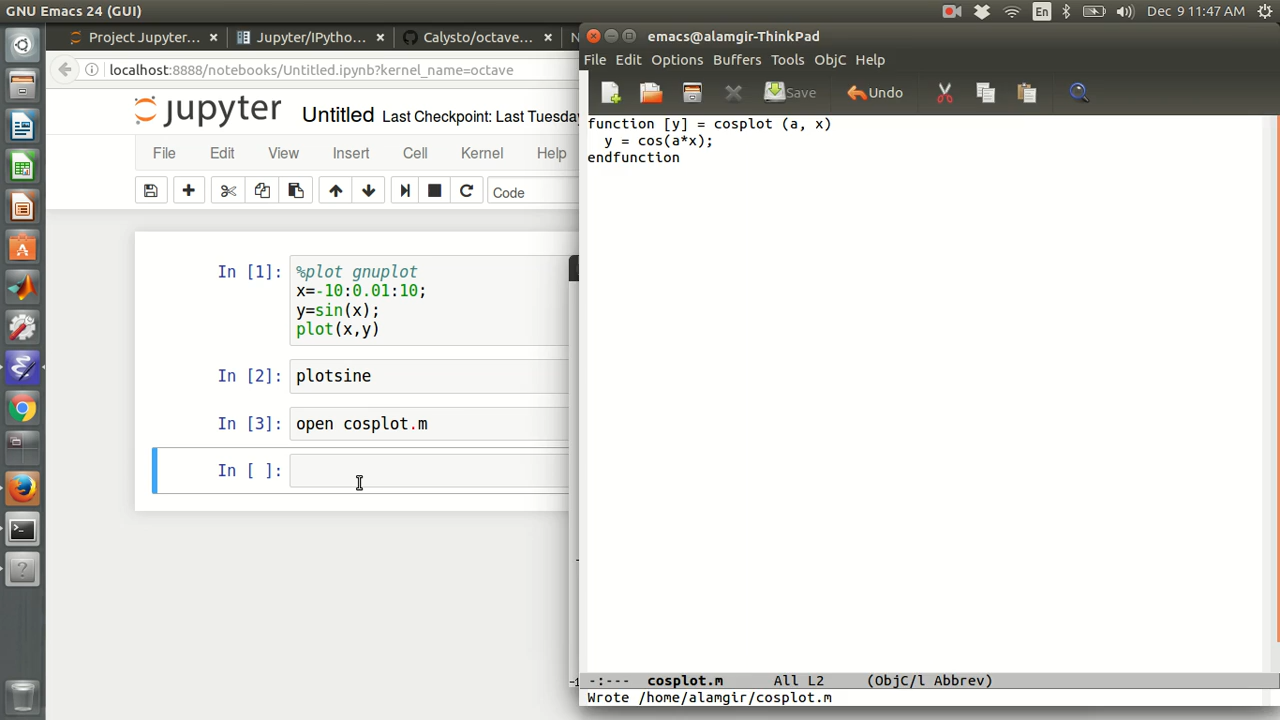 GNU Emacs 24 (GUI)
En
Dec 9 11:47 AM
Project Jupyter...
Jupyter/IPytho...
Calysto/octave...
localhost:8888/notebooks/Untitled.ipynb?kernel_name=octave
jupyter
Untitled Last Checkpoint: Last Tuesday
File Edit View Insert Cell Kernel Help
Code
In [1]:
%plot gnuplot
x=-10:0.01:10;
y=sin(x);
plot(x,y)
In [2]: plotsine
In [3]: open cosplot.m
In [ ]:
emacs@alamgir-ThinkPad
File Edit Options Buffers Tools ObjC Help
Save Undo
function [y] = cosplot (a, x)
y = cos(a*x);
endfunction
-:--- cosplot.m All L2 (ObjC/l Abbrev)
Wrote /home/alamgir/cosplot.m